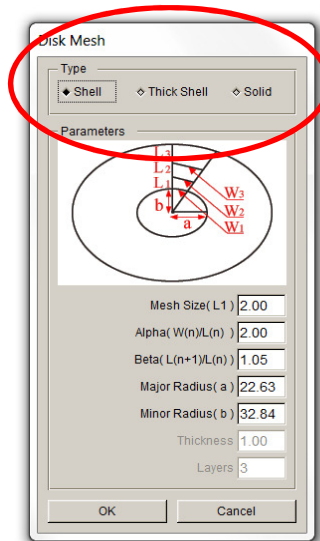 Disk Mesh
Type
Shell Thick Shell Solid
Parameters
L3
L2
L1
b
a
W3
W2
W1
Mesh Size( L1 ) 2.00
Alpha( W(n)/L(n) ) 2.00
Beta( L(n+1)/L(n) ) 1.05
Major Radius( a ) 22.63
Minor Radius( b ) 32.84
Thickness 1.00
Layers 3
OK Cancel